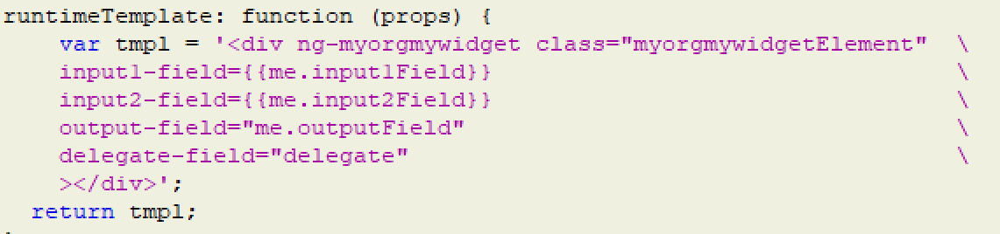 runtimeTemplate: function (props) {
var tmpl = '<div ng-myorgmywidget class="myorgmywidgetElement" \
input1-field={{me.input1Field}} \
input2-field={{me.input2Field}} \
output-field="me.outputField" \
delegate-field="delegate" \
></div>';
return tmpl;